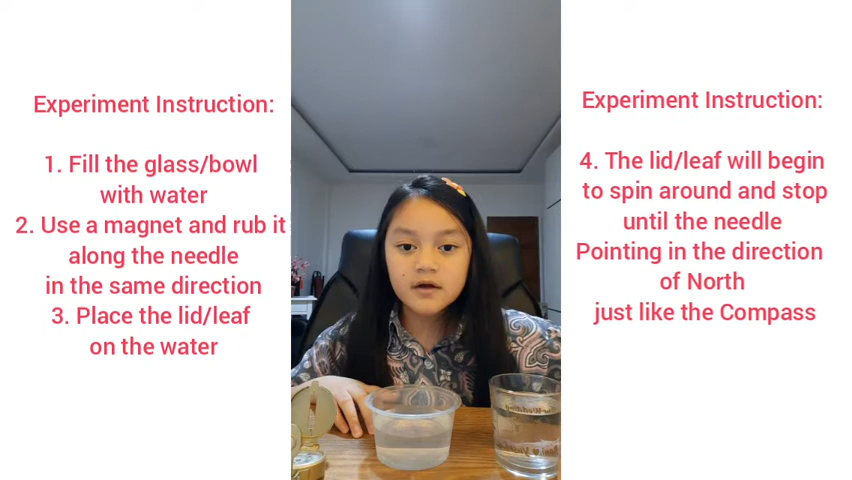 Experiment Instruction:
1. Fill the glass/bowl
with water
2. Use a magnet and rub it
along the needle
in the same direction
3. Place the lid/leaf
on the water
Experiment Instruction:
4. The lid/leaf will begin
to spin around and stop
until the needle
Pointing in the direction
of North
just like the Compass